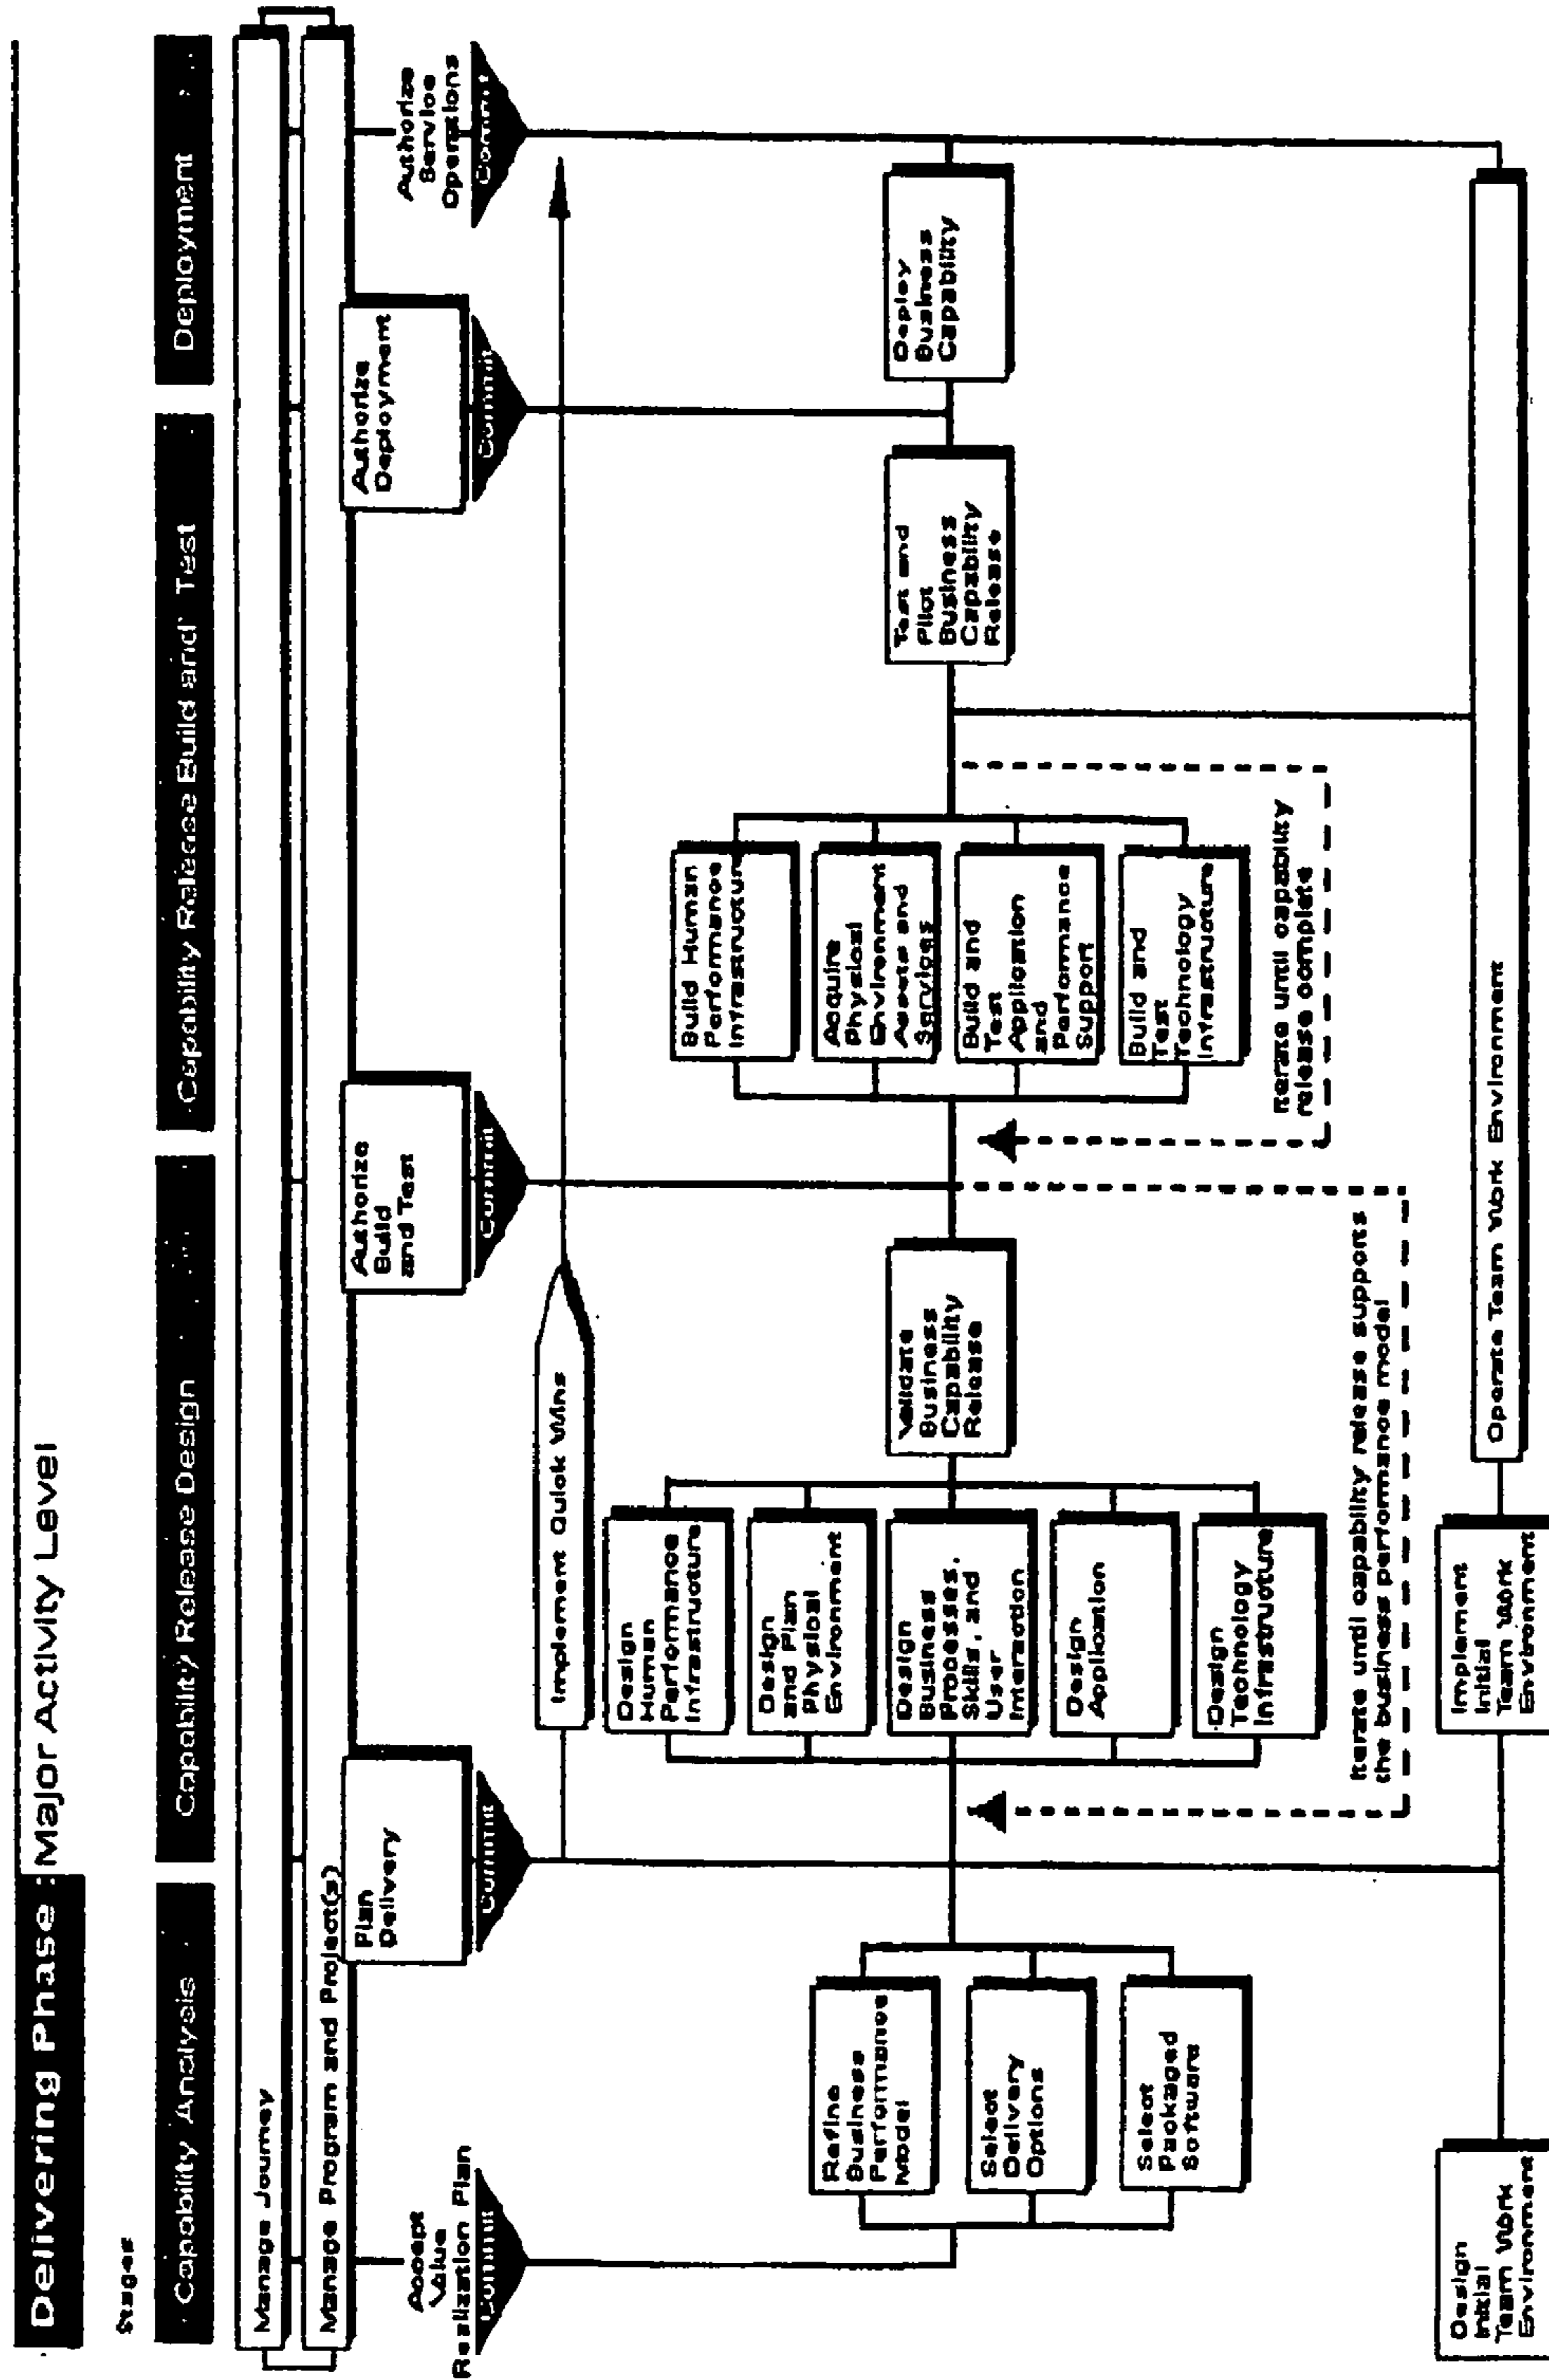 Delivering Phase : Major Activity Level
Stages
Capability Analysis
Capability Release Design
Capability Release Build and Test
Deployment
Manage Journey
Manage Program and Project(s)
Accept
Value
Realization Plan
Commit
Plan
Delivery
Commit
Authorize
Build
and Test
Commit
Authorize
Deployment
Commit
Authorize
Service
Operations
Commit
Implement Quick Wins
Refine
Business
Performance
Model
Select
Delivery
Options
Select
Packaged
Software
Design
Human
Performance
Infrastructure
Design
and Plan
Physical
Environment
Design
Business
Processes,
Skills, and
User
Interaction
Design
Application
Design
Technology
Infrastructure
Validate
Business
Capability
Release
Build Human
Performance
Infrastructure
Acquire
Physical
Environment
Assets and
Services
Build and
Test
Application
and
Performance
Support
Build and
Test
Technology
Infrastructure
Test and
Pilot
Business
Capability
Release
Deploy
Business
Capability
Iterate until capability
release complete
Iterate until capability release supports
the business performance model
Design
Initial
Team Work
Environment
Implement
Initial
Team Work
Environment
Operate Team Work Environment